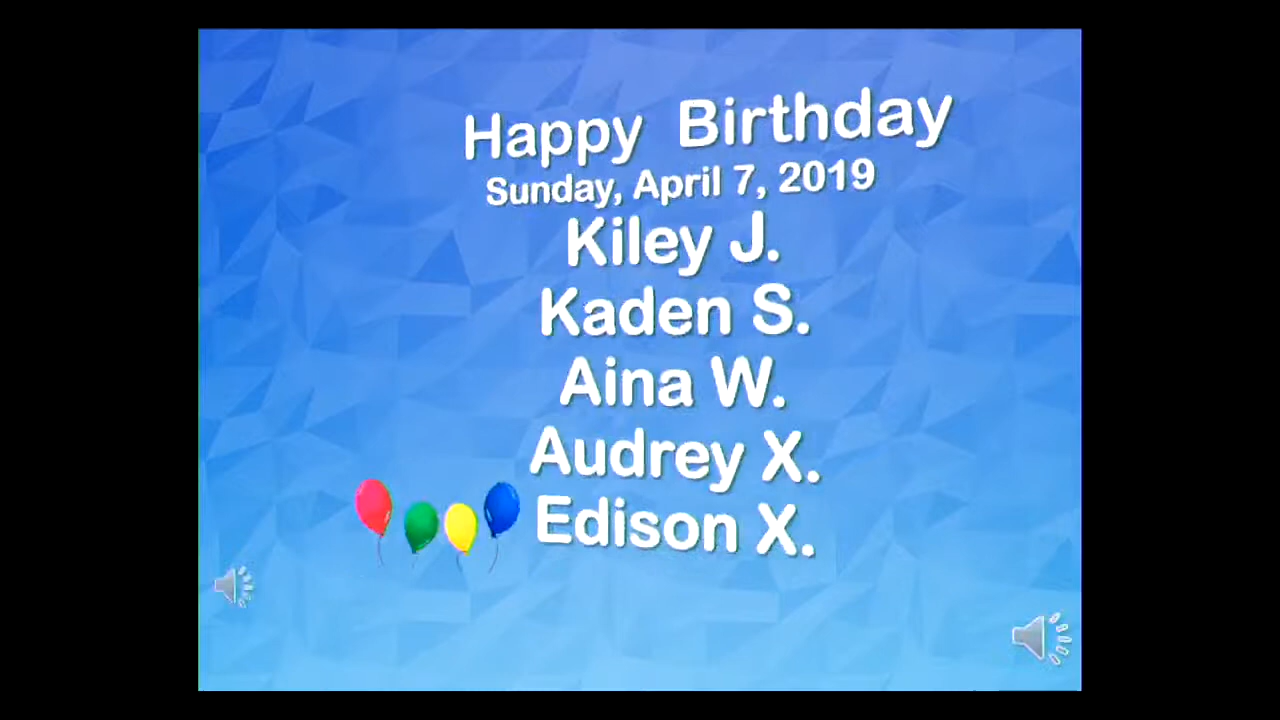 Happy Birthday
Sunday, April 7, 2019
Kiley J.
Kaden S.
Aina W.
Audrey X.
Edison X.